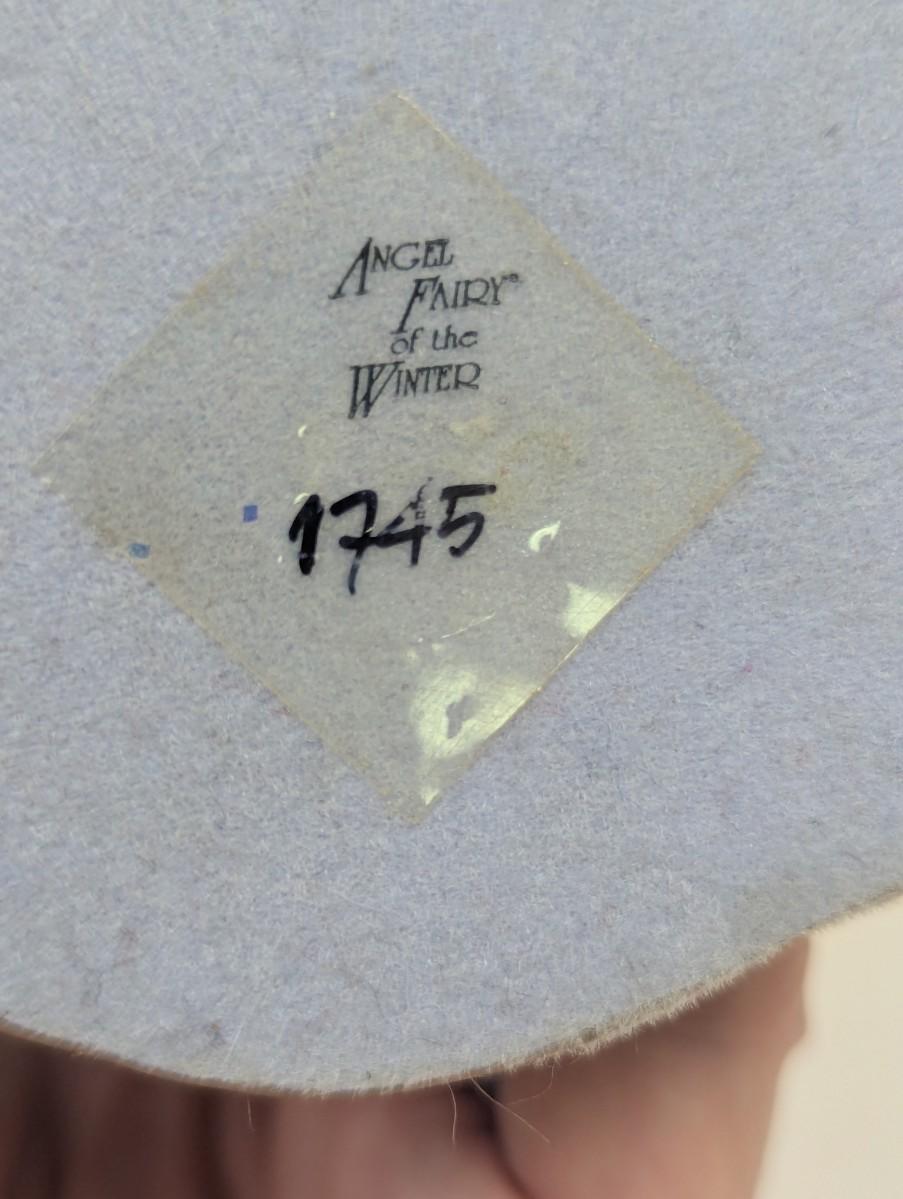 ANGEL
FAIRY®
of the
WINTER
1745